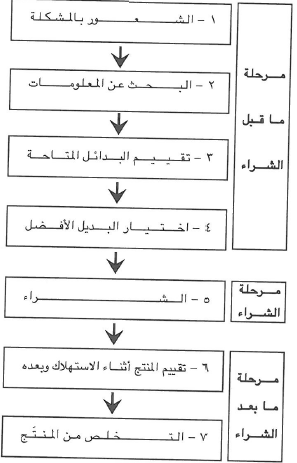 ١ - الشعور بالمشكلة
٢ - البحث عن المعلومات
٣ - تقييم البدائل المتاحة
٤ - اختيار البديل الأفضل
مرحلة
ما قبل
الشراء
٥ - الشراء
مرحلة
الشراء
٦ - تقييم المنتج أثناء الاستهلاك وبعده
٧ - التخلص من المنتَج
مرحلة
ما بعد
الشراء